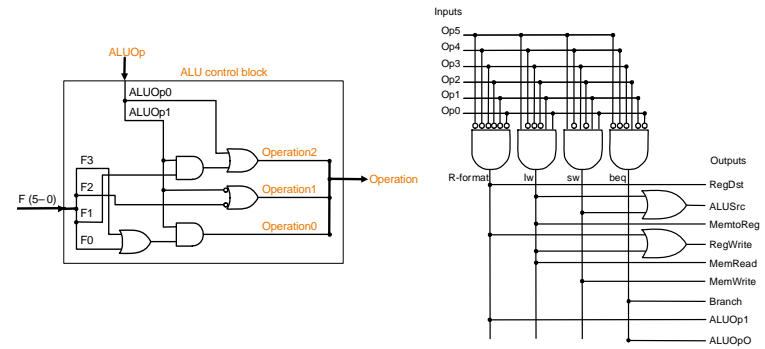 ALUOp
ALU control block
ALUOp0
ALUOp1
F3
F2
F (5–0)
F1
F0
Operation2
Operation1
Operation0
Operation
Inputs
Op5
Op4
Op3
Op2
Op1
Op0
R-format
lw
sw
beq
Outputs
RegDst
ALUSrc
MemtoReg
RegWrite
MemRead
MemWrite
Branch
ALUOp1
ALUOpO